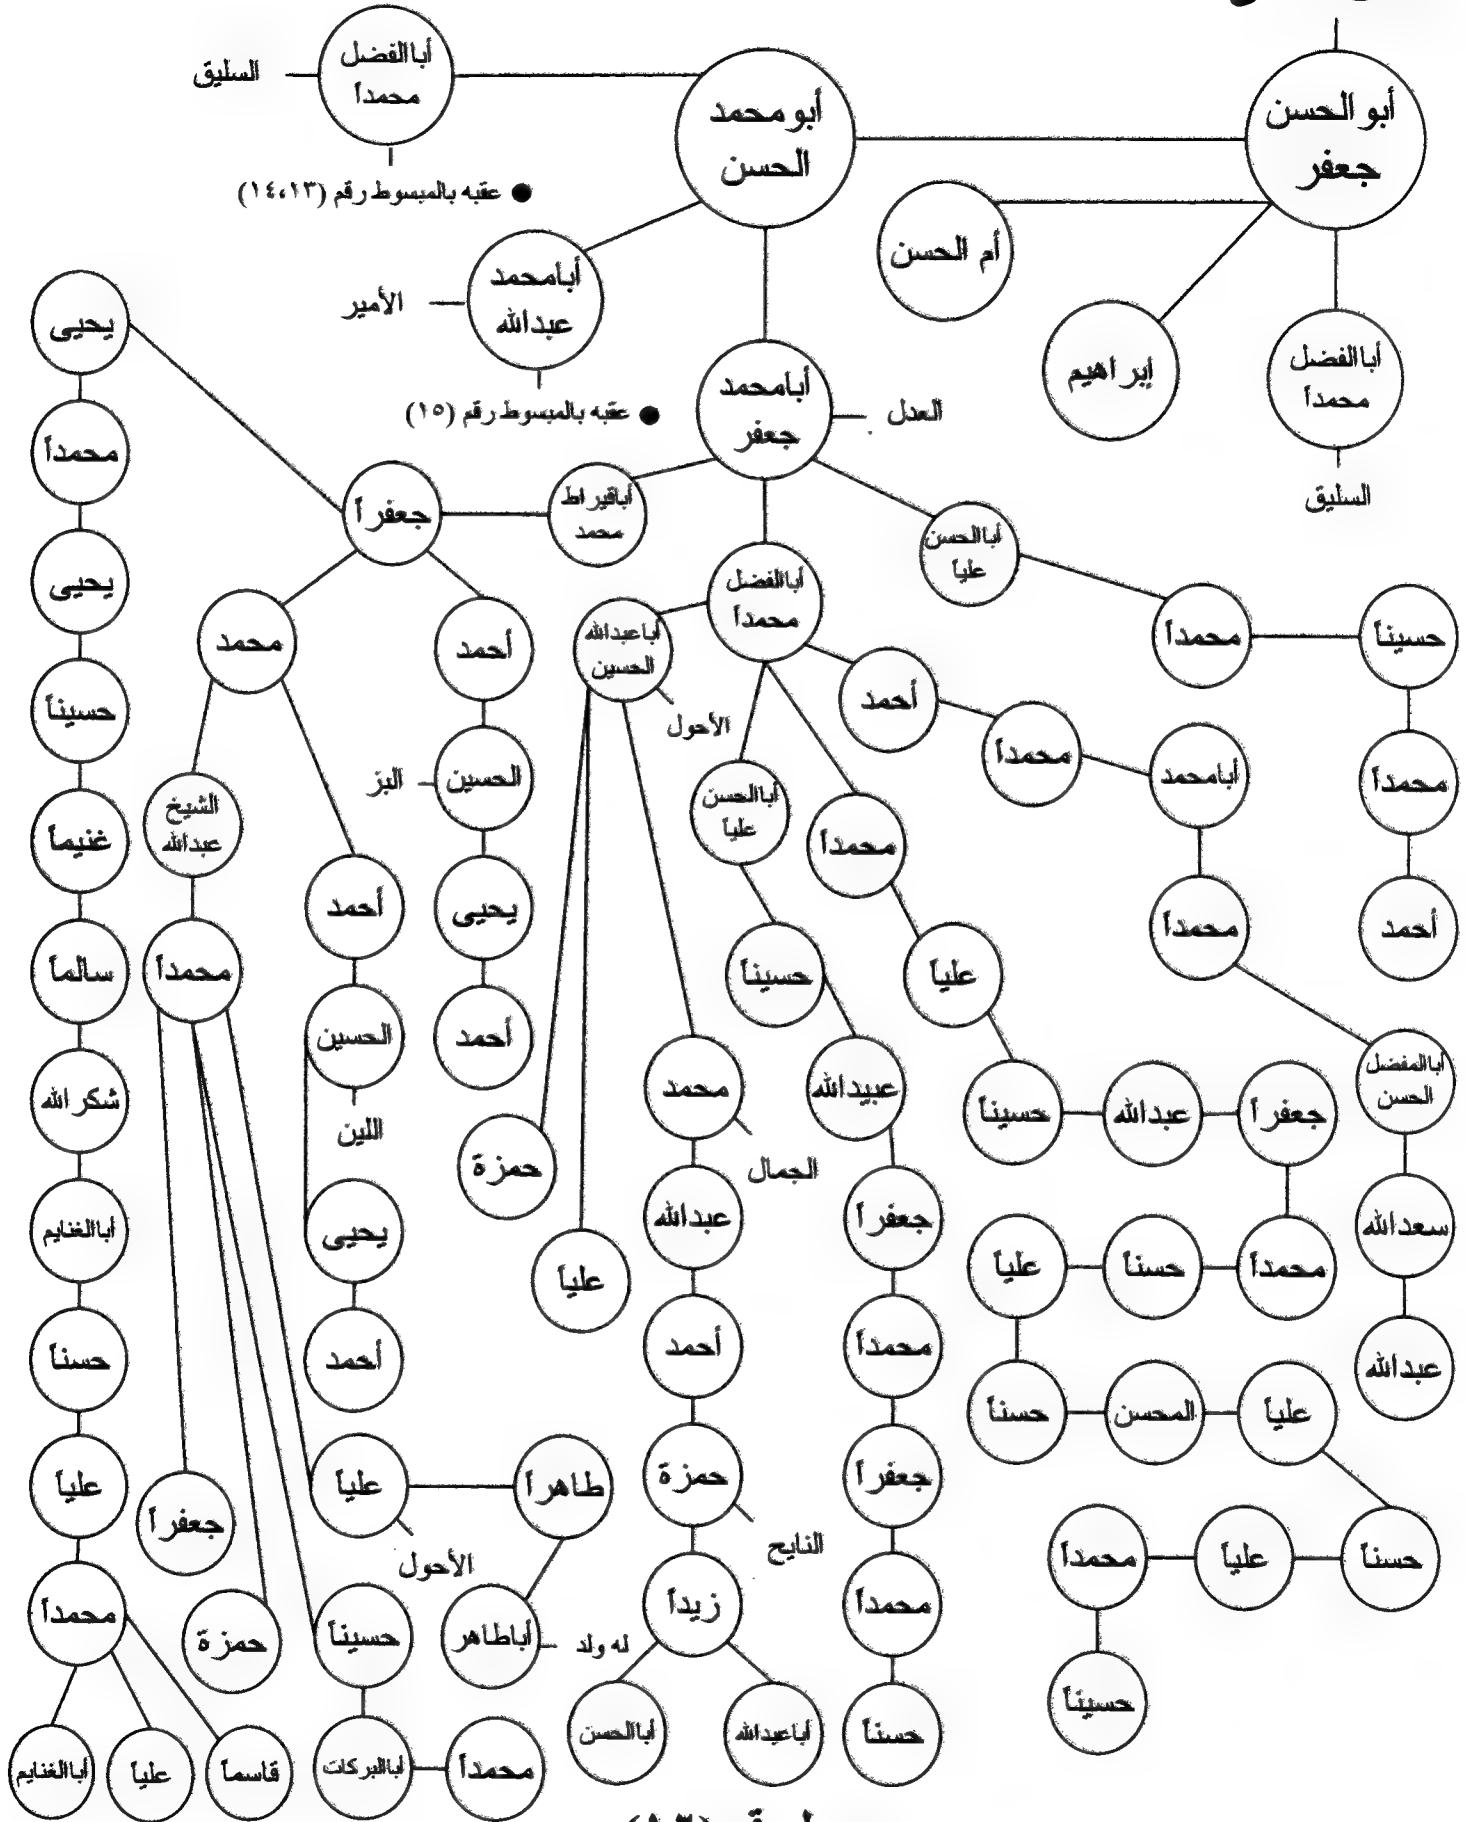 أبو الحسن
جعفر
أبو محمد
الحسن
أبا الفضل
محمداً
السليق
● عقبه بالمبسوط رقم (١٤،١٣)
أم الحسن
إبراهيم
أبا الفضل
محمداً
السليق
أبا محمد
عبدالله
الأمير
● عقبه بالمبسوط رقم (١٥)
أبا محمد
جعفر
العدل
أبا الحسن
علياً
محمداً
حسيناً
محمداً
أحمد
أبا الفضل
محمداً
أحمد
محمداً
أبا محمد
محمداً
أبا المفضل
الحسن
سعدالله
عبدالله
محمداً
علياً
حسيناً
عبدالله
جعفراً
محمداً
حسناً
علياً
حسناً
المحسن
علياً
حسناً
علياً
محمداً
حسيناً
أبا الحسن
علياً
حسيناً
عبيدالله
جعفراً
محمداً
جعفراً
محمداً
حسناً
أبا عبدالله
الحسين
الأحول
محمد
الجمال
عبدالله
أحمد
حمزة
النايح
زيداً
أبا عبدالله
أبا الحسن
علياً
حمزة
أبا قيراط
محمد
جعفراً
أحمد
الحسين
البز
يحيى
أحمد
محمد
أحمد
الحسين
اللين
يحيى
أحمد
الشيخ
عبدالله
محمداً
علياً
الأحول
طاهراً
أبا طاهر
له ولد
حسيناً
أبا البركات
محمداً
حمزة
جعفراً
يحيى
محمداً
يحيى
حسيناً
غنيماً
سالماً
شكر الله
أبا الغنايم
حسناً
علياً
محمداً
قاسماً
علياً
أبا الغنايم